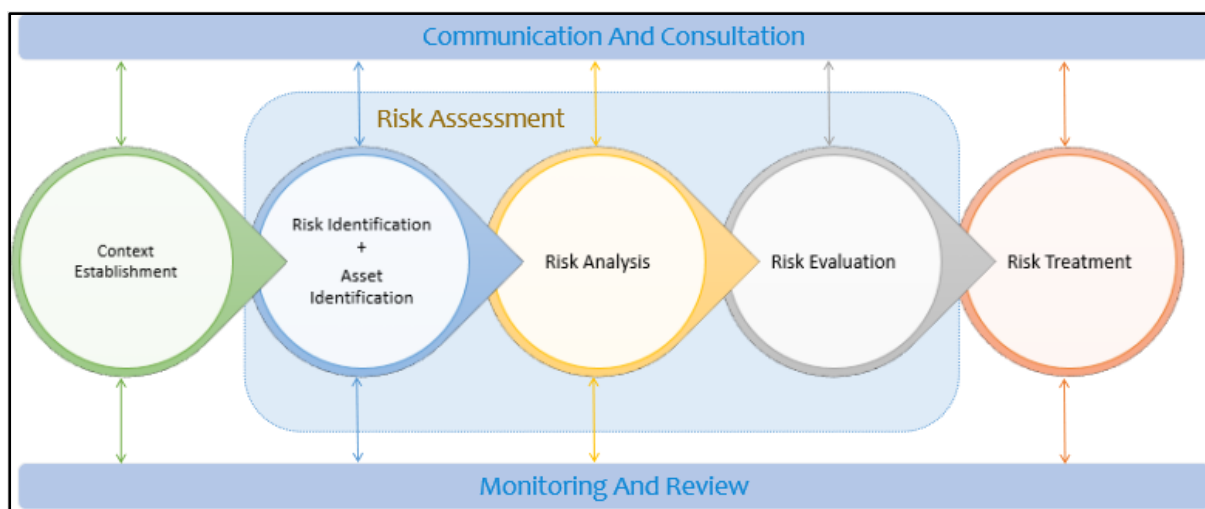 Communication And Consultation
Risk Assessment
Context
Establishment
Risk Identification
+
Asset
Identification
Risk Analysis
Risk Evaluation
Risk Treatment
Monitoring And Review